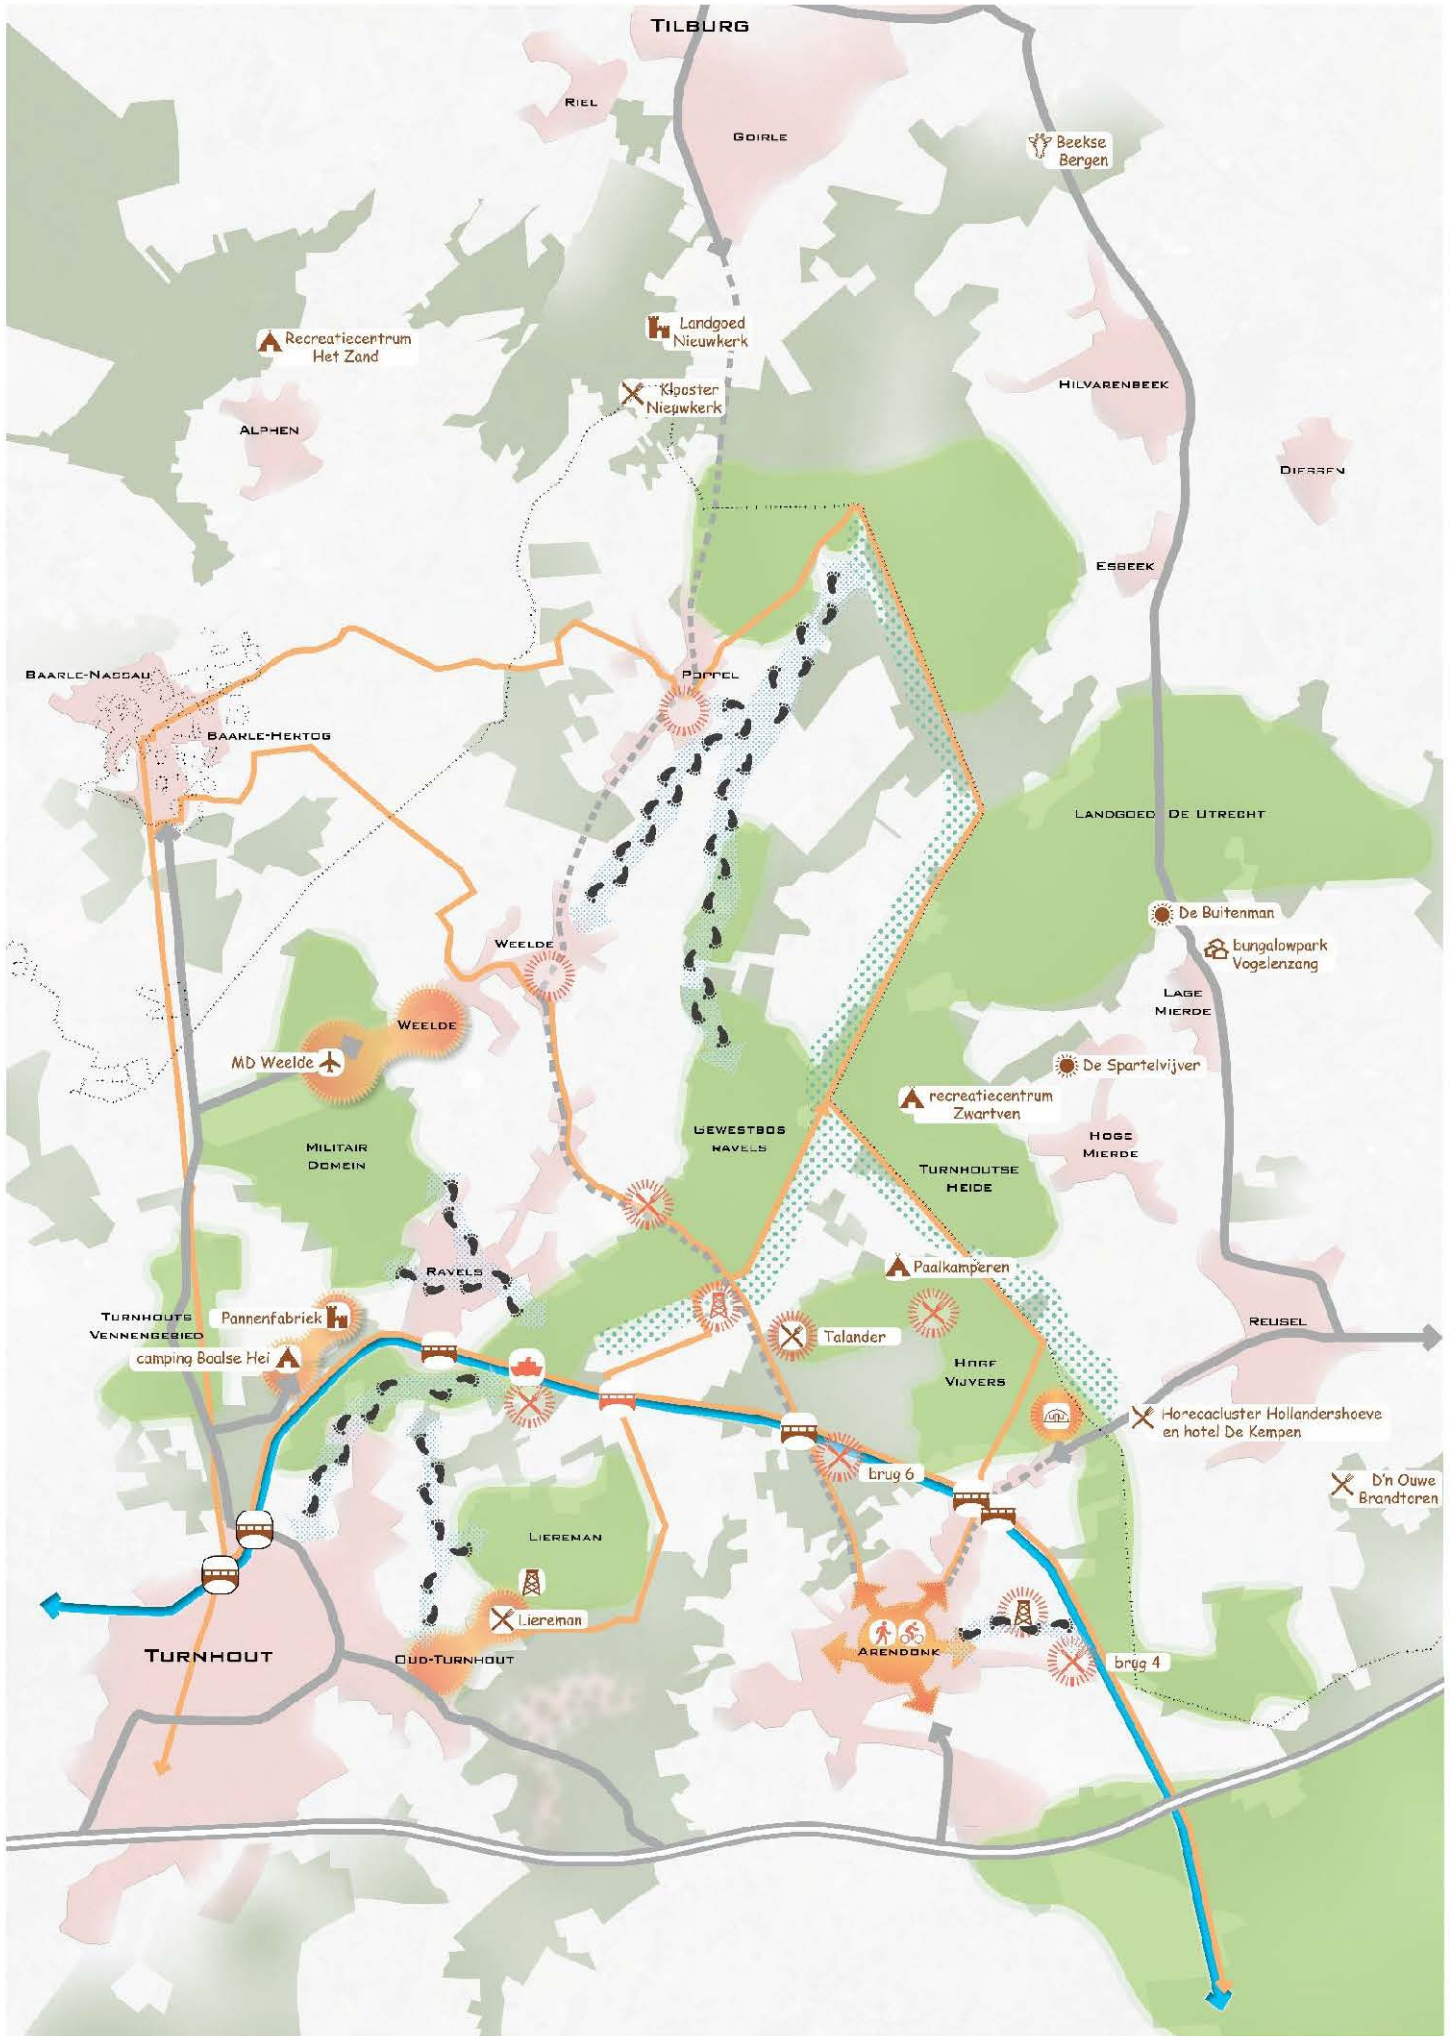 TILBURG
RIEL
GOIRLE
Beekse
Bergen
Landgoed
Nieuwkerk
Recreatiecentrum
Het Zand
Klooster
Nieuwkerk
HILVARENBEEK
ALPHEN
DIESSEN
ESBEEK
BAARLE-NASSAU
POPPEL
BAARLE-HERTOG
LANDGOED DE UTRECHT
De Buitenman
WEELDE
bungalowpark
Vogelenzang
LAGE
MIERDE
WEELDE
MD Weelde
De Spartelvijver
recreatiecentrum
Zwartven
GEWESTBOS
RAVELS
HOGE
MIERDE
MILITAIR
DOMEIN
TURNHOUTSE
HEIDE
RAVELS
Paalkamperen
TURNHOUTS
VENNENGEBIED
Pannenfabriek
REUSEL
Talander
camping Baalse Hei
HOGE
VIJVERS
Horecacluster Hollandershoeve
en hotel De Kempen
brug 6
D'n Ouwe
Brandtoren
LIEREMAN
Liereman
TURNHOUT
OUD-TURNHOUT
ARENDONK
brug 4